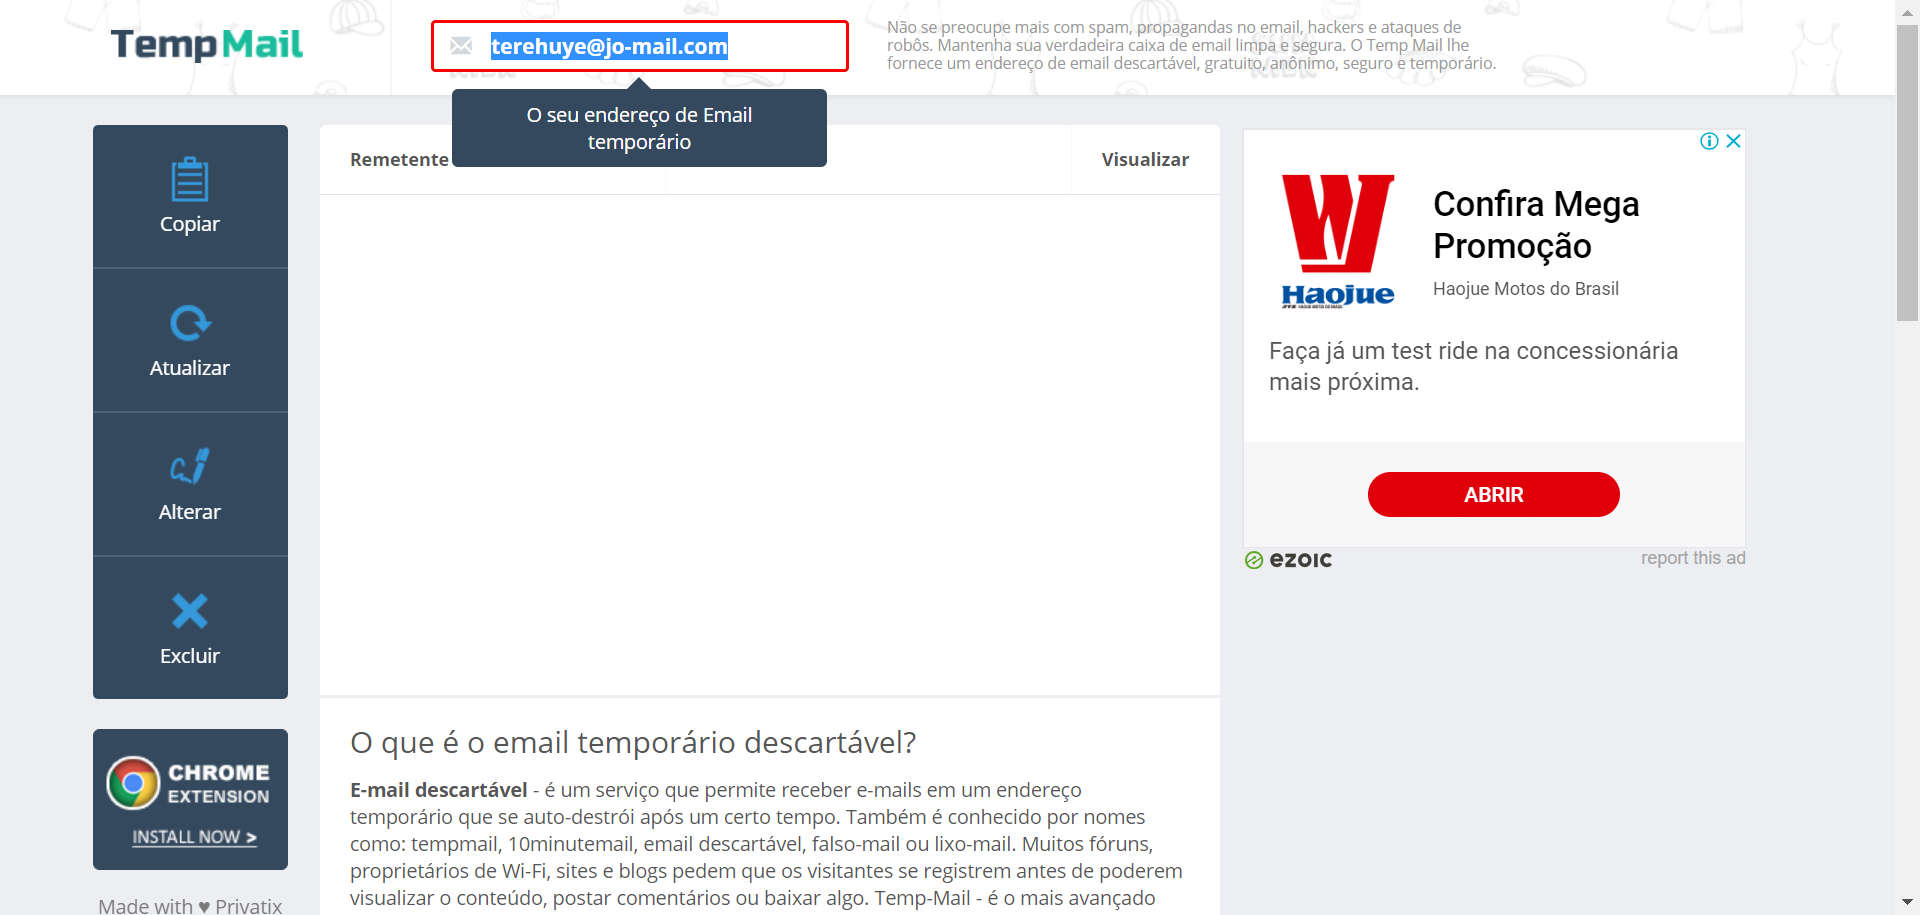 TempMail
terehuye@jo-mail.com
Não se preocupe mais com spam, propagandas no email, hackers e ataques de
robôs. Mantenha sua verdadeira caixa de email limpa e segura. O Temp Mail lhe
fornece um endereço de email descartável, gratuito, anônimo, seguro e temporário.
O seu endereço de Email
temporário
Copiar
Atualizar
Alterar
Excluir
CHROME
EXTENSION
INSTALL NOW >
Made with ♥ Privatix
Remetente
Visualizar
O que é o email temporário descartável?
E-mail descartável - é um serviço que permite receber e-mails em um endereço
temporário que se auto-destrói após um certo tempo. Também é conhecido por nomes
como: tempmail, 10minutemail, email descartável, falso-mail ou lixo-mail. Muitos fóruns,
proprietários de Wi-Fi, sites e blogs pedem que os visitantes se registrem antes de poderem
visualizar o conteúdo, postar comentários ou baixar algo. Temp-Mail - é o mais avançado
Haojue
Confira Mega
Promoção
Haojue Motos do Brasil
Faça já um test ride na concessionária
mais próxima.
ABRIR
ezoic
report this ad